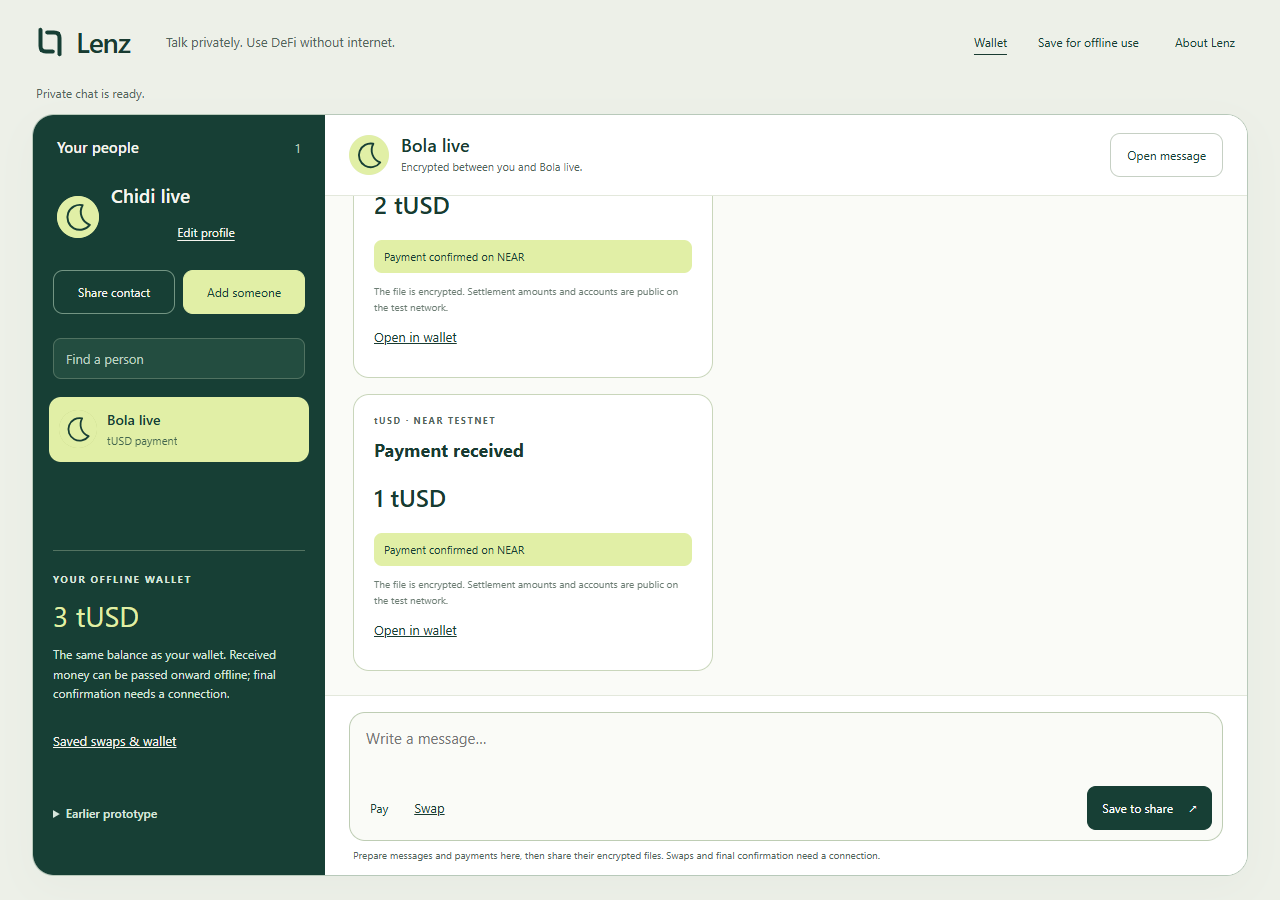 Lenz
Talk privately. Use DeFi without internet.
Wallet
Save for offline use
About Lenz
Private chat is ready.
Your people
1
Chidi live
Edit profile
Share contact
Add someone
Find a person
Bola live
tUSD payment
YOUR OFFLINE WALLET
3 tUSD
The same balance as your wallet. Received
money can be passed onward offline; final
confirmation needs a connection.
Saved swaps & wallet
Earlier prototype
Bola live
Encrypted between you and Bola live.
Open message
2 tUSD
Payment confirmed on NEAR
The file is encrypted. Settlement amounts and accounts are public on
the test network.
Open in wallet
tUSD · NEAR TESTNET
Payment received
1 tUSD
Payment confirmed on NEAR
The file is encrypted. Settlement amounts and accounts are public on
the test network.
Open in wallet
Write a message...
Pay
Swap
Save to share ↗
Prepare messages and payments here, then share their encrypted files. Swaps and final confirmation need a connection.